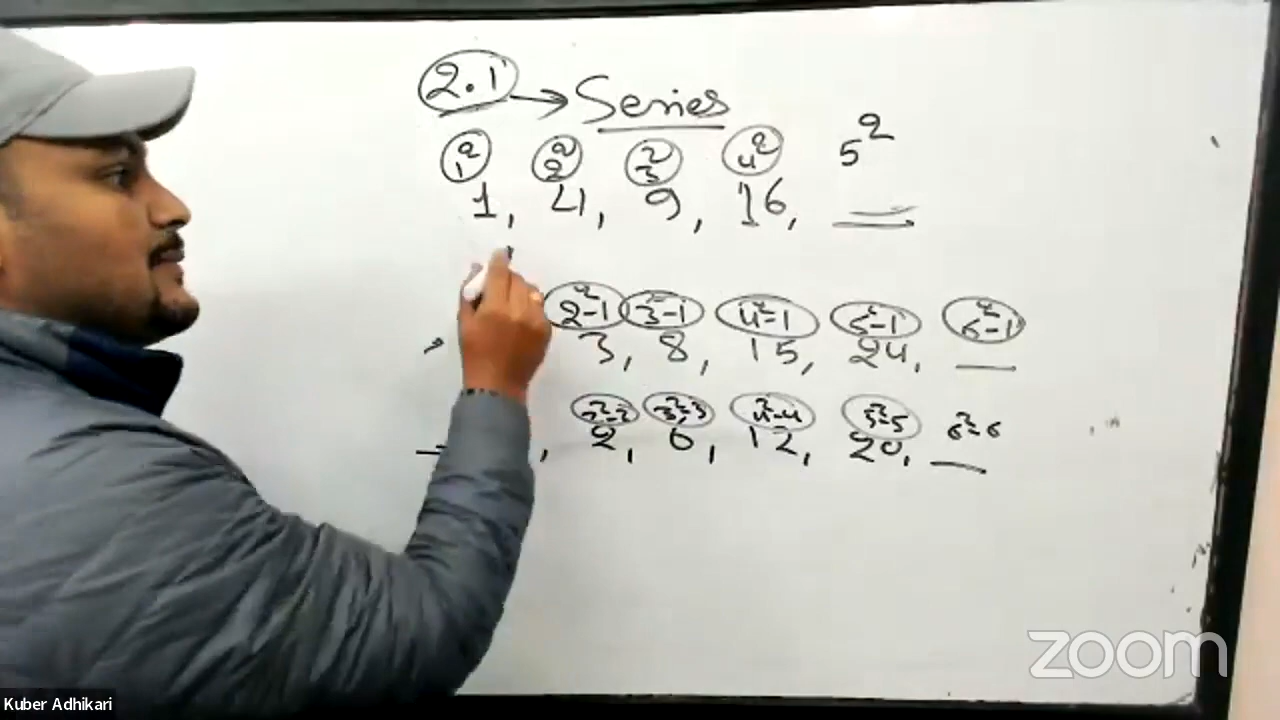 2.1 → Series
1² 2² 3² 4² 5²
1, 4, 9, 16,
2²-1 3²-1 4²-1 5²-1 6²-1
3, 8, 15, 24,
2²-2 3²-3 4²-4 5²-5 6²-6
, 2, 6, 12, 20,
zoom
Kuber Adhikari